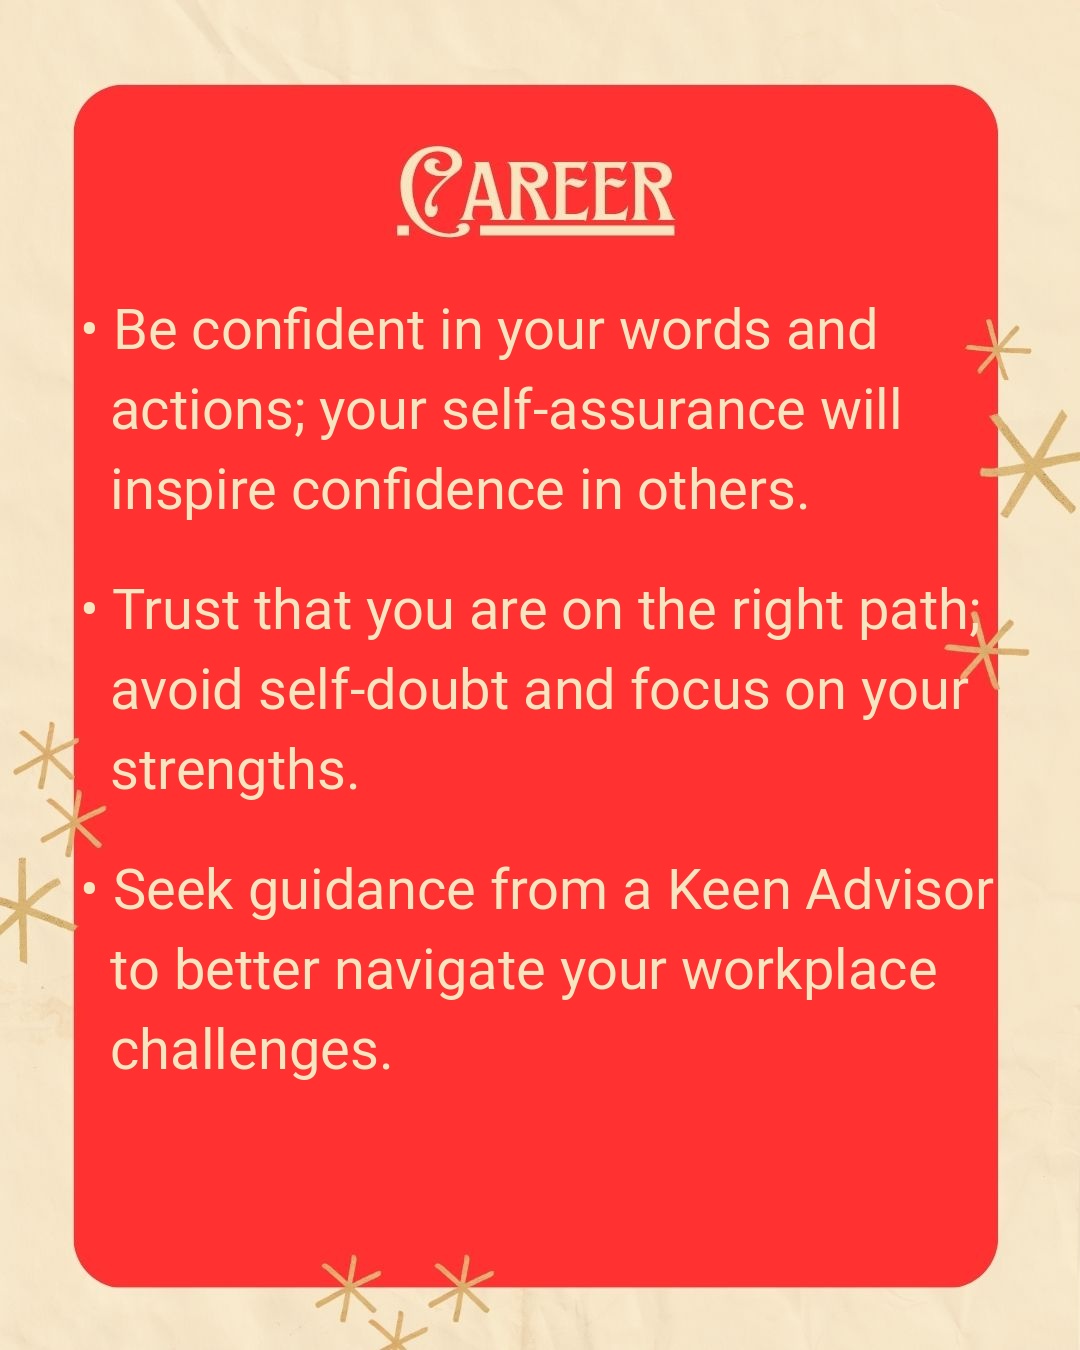 Career
• Be confident in your words and
actions; your self-assurance will
inspire confidence in others.
• Trust that you are on the right path;
avoid self-doubt and focus on your
strengths.
• Seek guidance from a Keen Advisor
to better navigate your workplace
challenges.